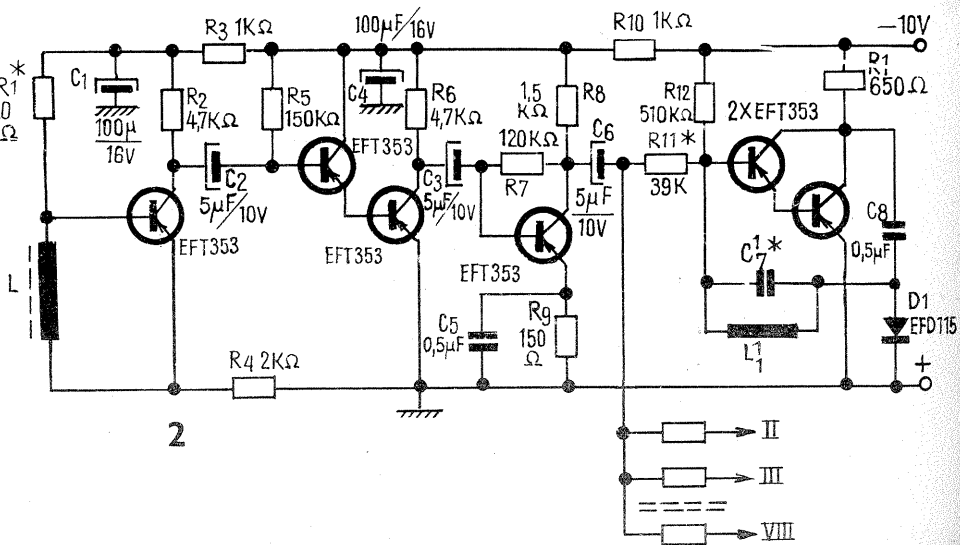 R3 1KΩ
100µF/16V
R10 1KΩ
–10V
R1*
0
Ω
C1
100µ
16V
R2
4,7KΩ
R5
150KΩ
C4
R6
4,7KΩ
1,5
KΩ
R8
R12
510KΩ
2XEFT353
R1
650Ω
EFT353
C2
5µF/10V
C3
5µF/10V
120KΩ
R7
C6
5µF
10V
R11*
39K
EFT353
EFT353
EFT353
C8
0,5µF
C7 1*
L
D1
EFD115
C5
0,5µF
R9
150
Ω
L1 1
R4 2KΩ
+
2
II
III
VIII